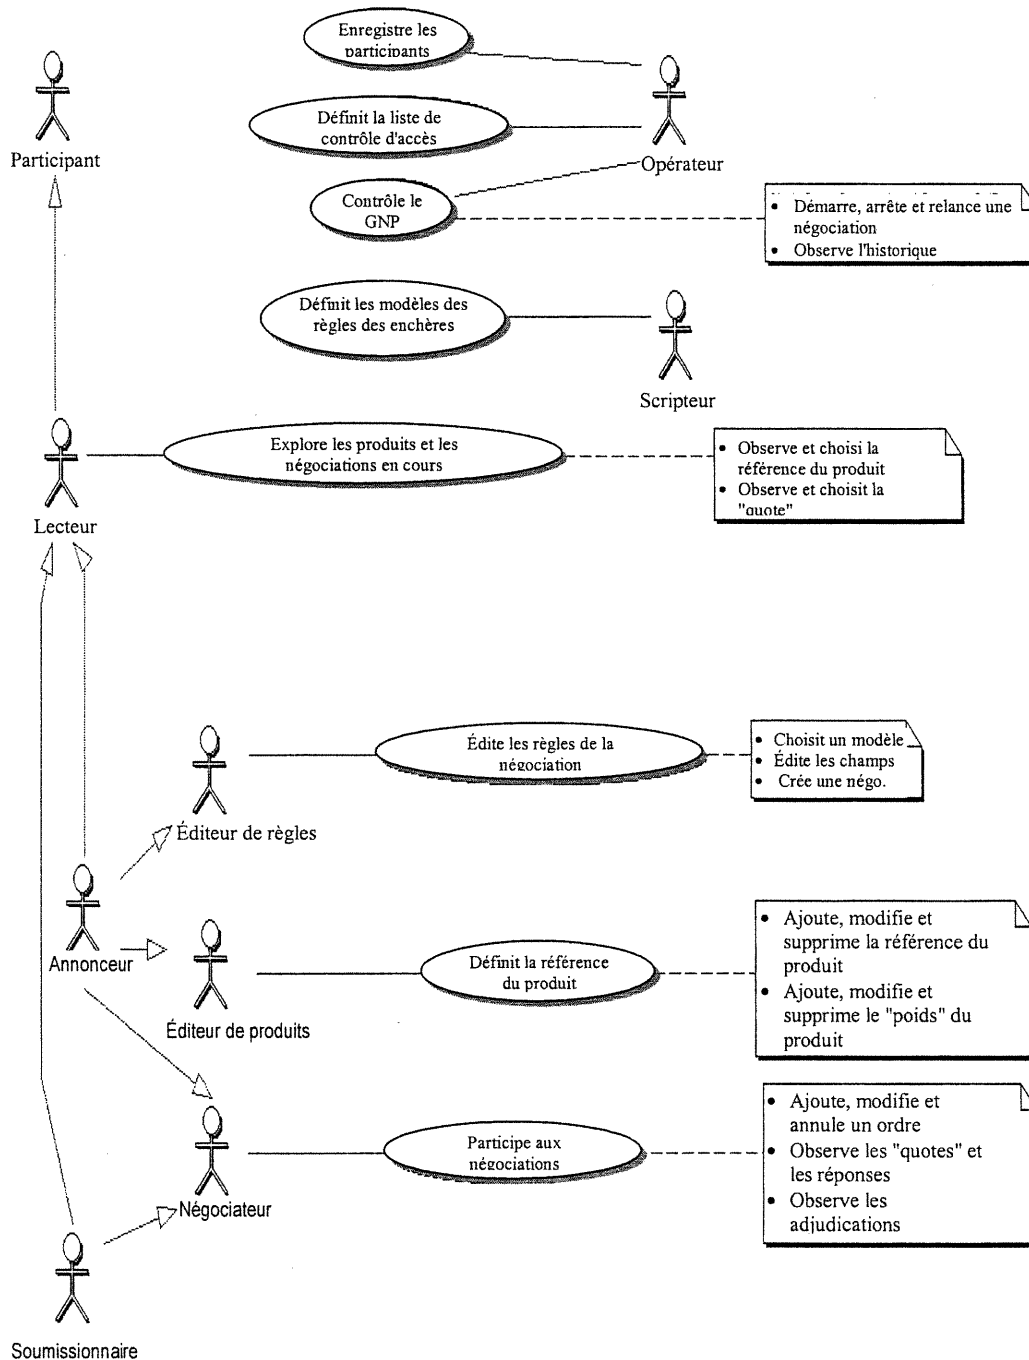 Enregistre les
participants
Participant
Définit la liste de
contrôle d'accès
Opérateur
Contrôle le
GNP
• Démarre, arrête et relance une
négociation
• Observe l'historique
Définit les modèles des
règles des enchères
Scripteur
Explore les produits et les
négociations en cours
• Observe et choisi la
référence du produit
• Observe et choisit la
"quote"
Lecteur
Édite les règles de la
négociation
• Choisit un modèle
• Édite les champs
• Crée une négo.
Éditeur de règles
Annonceur
Définit la référence
du produit
• Ajoute, modifie et
supprime la référence du
produit
• Ajoute, modifie et
supprime le "poids" du
produit
Éditeur de produits
Participe aux
négociations
• Ajoute, modifie et
annule un ordre
• Observe les "quotes" et
les réponses
• Observe les
adjudications
Négociateur
Soumissionnaire